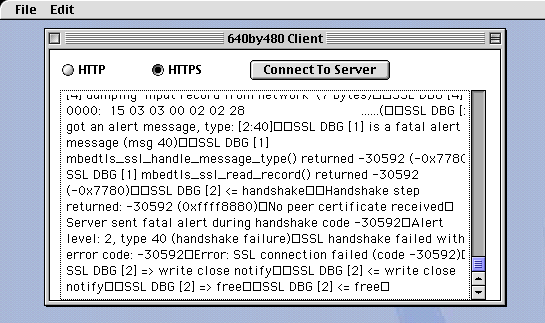 File Edit
640by480 Client
HTTP HTTPS Connect To Server
[4] dumping 'input record from network' (7 bytes)□□SSL DBG [4]
0000:  15 03 03 00 02 02 28 ......(□□SSL DBG [
got an alert message, type: [2:40]□□SSL DBG [1] is a fatal alert
message (msg 40)□□SSL DBG [1]
mbedtls_ssl_handle_message_type() returned -30592 (-0x7780
SSL DBG [1] mbedtls_ssl_read_record() returned -30592
(-0x7780)□□SSL DBG [2] <= handshake□□Handshake step
returned: -30592 (0xffff8880)□No peer certificate received□
Server sent fatal alert during handshake code -30592□Alert
level: 2, type 40 (handshake failure)□SSL handshake failed with
error code: -30592□Error: SSL connection failed (code -30592)□
SSL DBG [2] => write close notify□□SSL DBG [2] <= write close
notify□□SSL DBG [2] => free□□SSL DBG [2] <= free□